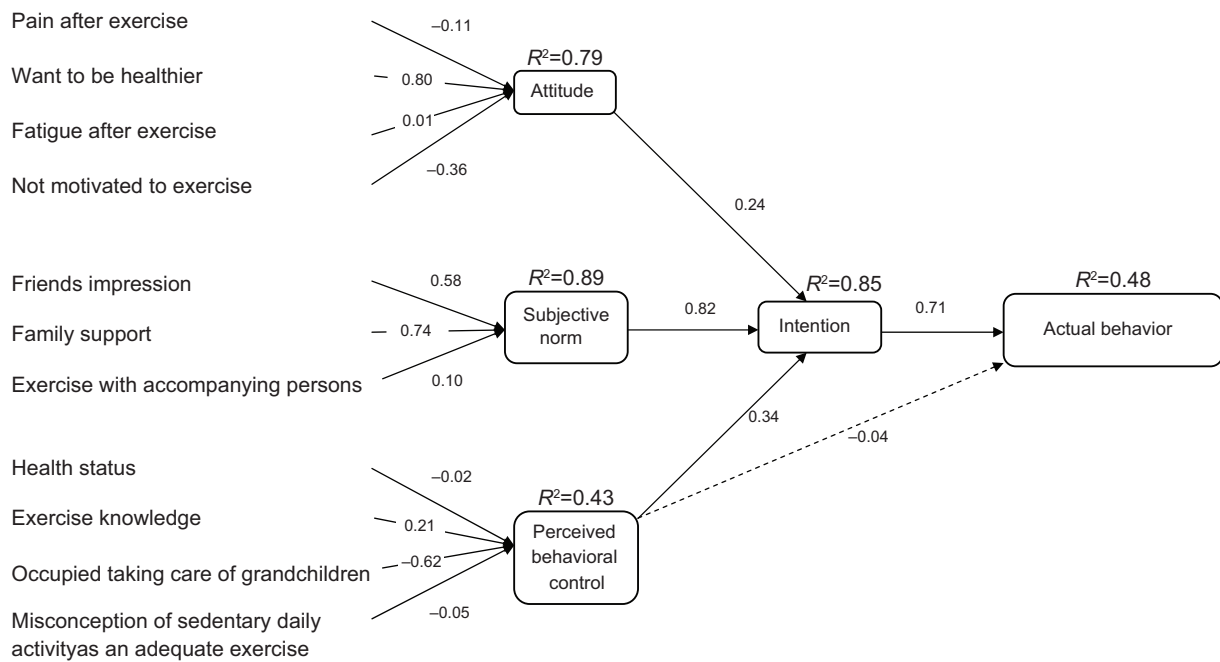 Pain after exercise
–0.11
Want to be healthier
0.80
Fatigue after exercise
0.01
Not motivated to exercise
–0.36
R²=0.79
Attitude
0.24
Friends impression
0.58
Family support
0.74
Exercise with accompanying persons
0.10
R²=0.89
Subjective
norm
0.82
R²=0.85
Intention
0.71
R²=0.48
Actual behavior
Health status
–0.02
Exercise knowledge
0.21
Occupied taking care of grandchildren
–0.62
Misconception of sedentary daily
activityas an adequate exercise
–0.05
R²=0.43
Perceived
behavioral
control
0.34
–0.04